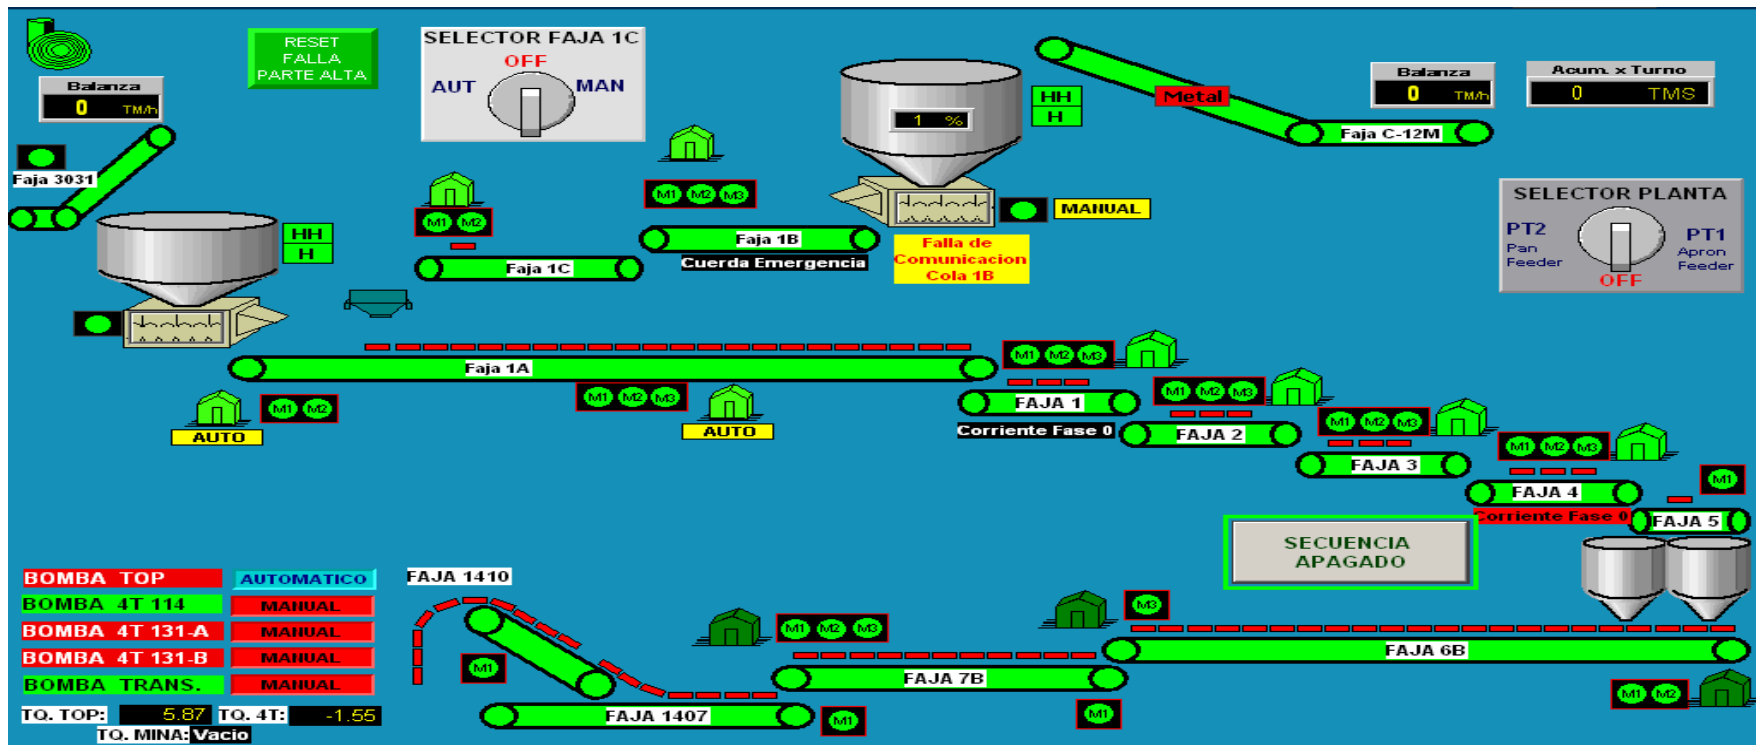 RESET
FALLA
PARTE ALTA
SELECTOR FAJA 1C
OFF
AUT
MAN
Balanza
0 TM/h
Faja 3031
HH
H
M1 M2
Faja 1C
M1 M2 M3
Faja 1B
Cuerda Emergencia
1 %
HH
H
MANUAL
Falla de
Comunicacion
Cola 1B
Metal
Faja C-12M
Balanza
0 TM/h
Acum. x Turno
0 TMS
SELECTOR PLANTA
PT2
Pan
Feeder
PT1
Apron
Feeder
OFF
Faja 1A
M1 M2
AUTO
M1 M2 M3
AUTO
M1 M2 M3
FAJA 1
Corriente Fase 0
M1 M2 M3
FAJA 2
M1 M2 M3
FAJA 3
M1 M2 M3
FAJA 4
Corriente Fase 0
M1
FAJA 5
SECUENCIA
APAGADO
BOMBA TOP AUTOMATICO
BOMBA 4T 114 MANUAL
BOMBA 4T 131-A MANUAL
BOMBA 4T 131-B MANUAL
BOMBA TRANS. MANUAL
TQ. TOP: 5.87 TQ. 4T: -1.55
TQ. MINA: Vacio
FAJA 1410
M1
FAJA 1407
M1
M1 M2 M3
FAJA 7B
M1
M3
FAJA 6B
M1 M2